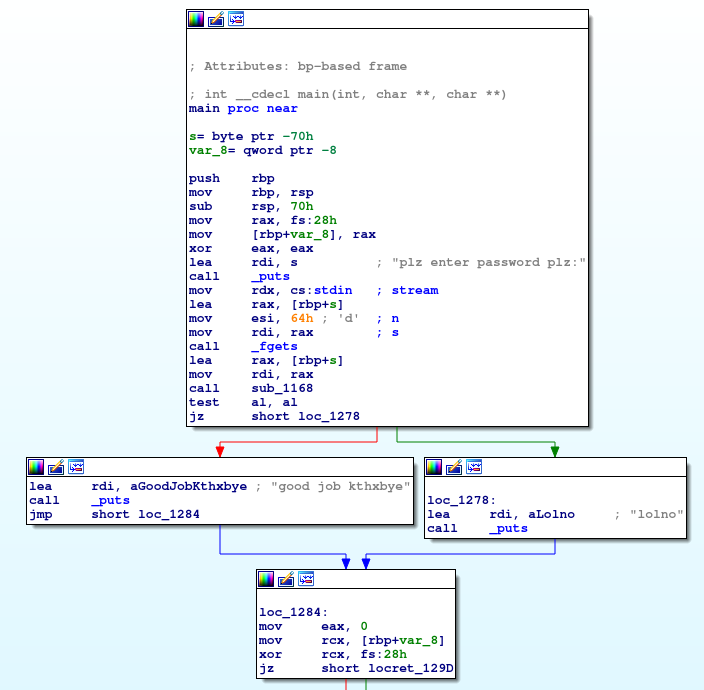 ; Attributes: bp-based frame
; int __cdecl main(int, char **, char **)
main proc near
s= byte ptr -70h
var_8= qword ptr -8
push    rbp
mov     rbp, rsp
sub     rsp, 70h
mov     rax, fs:28h
mov     [rbp+var_8], rax
xor     eax, eax
lea     rdi, s          ; "plz enter password plz:"
call    _puts
mov     rdx, cs:stdin   ; stream
lea     rax, [rbp+s]
mov     esi, 64h ; 'd'  ; n
mov     rdi, rax        ; s
call    _fgets
lea     rax, [rbp+s]
mov     rdi, rax
call    sub_1168
test    al, al
jz      short loc_1278
lea     rdi, aGoodJobKthxbye ; "good job kthxbye"
call    _puts
jmp     short loc_1284
loc_1278:
lea     rdi, aLolno     ; "lolno"
call    _puts
loc_1284:
mov     eax, 0
mov     rcx, [rbp+var_8]
xor     rcx, fs:28h
jz      short locret_129D